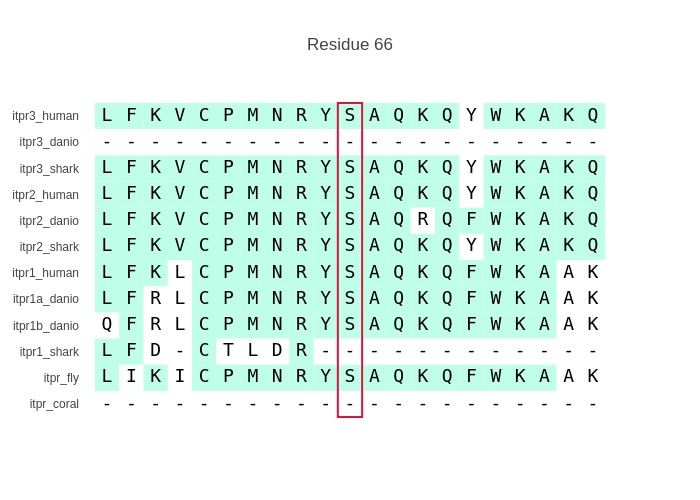 Residue 66
itpr3_human L F K V C P M N R Y S A Q K Q Y W K A K Q
itpr3_danio - - - - - - - - - - - - - - - - - - - - -
itpr3_shark L F K V C P M N R Y S A Q K Q Y W K A K Q
itpr2_human L F K V C P M N R Y S A Q K Q Y W K A K Q
itpr2_danio L F K V C P M N R Y S A Q R Q F W K A K Q
itpr2_shark L F K V C P M N R Y S A Q K Q Y W K A K Q
itpr1_human L F K L C P M N R Y S A Q K Q F W K A A K
itpr1a_danio L F R L C P M N R Y S A Q K Q F W K A A K
itpr1b_danio Q F R L C P M N R Y S A Q K Q F W K A A K
itpr1_shark L F D - C T L D R - - - - - - - - - - - -
itpr_fly L I K I C P M N R Y S A Q K Q F W K A A K
itpr_coral - - - - - - - - - - - - - - - - - - - - -